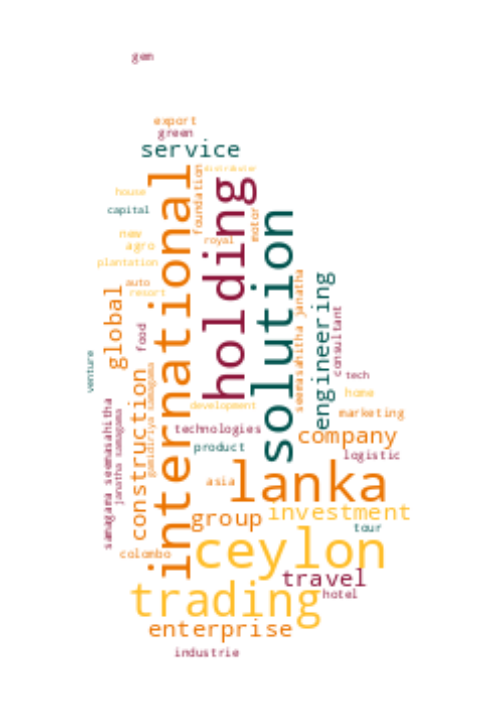 gem
export
green
service
distributor
house
foundation
international
holding
capital
royal
motor
solution
new
agro
plantation
auto
resort
global
food
venture
seemasahitha janatha
engineering
consultant
tech
home
marketing
development
technologies
product
company
logistic
construction
gamidiriya samagama
samagama seemasahitha
janatha samagama
asia
lanka
group
investment
tour
colombo
ceylon
travel
hotel
trading
enterprise
industrie